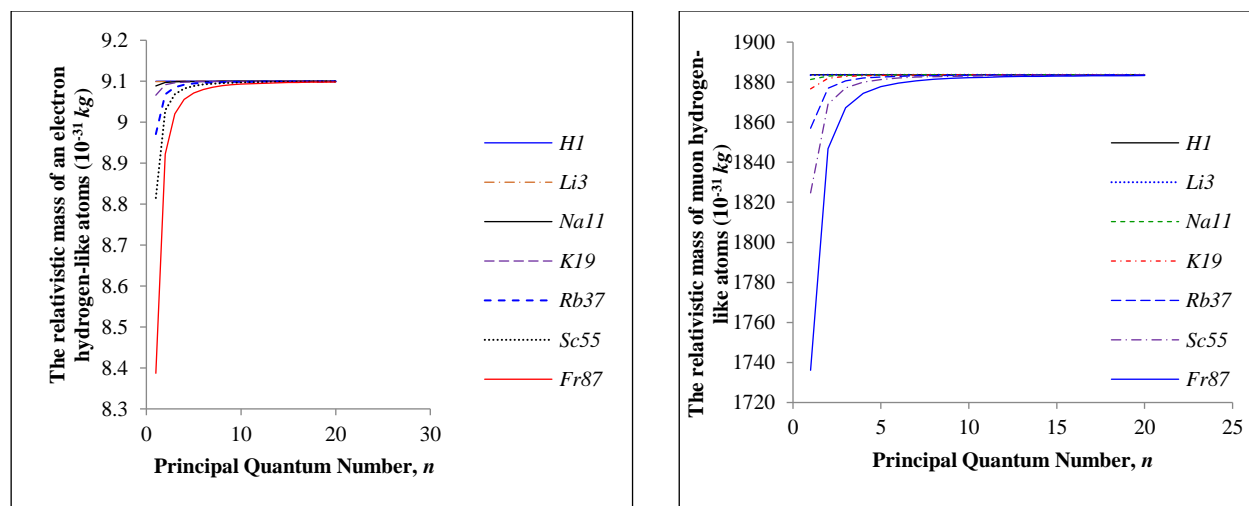 The relativistic mass of an electron
hydrogen-like atoms (10⁻³¹ kg)
9.2
9.1
9
8.9
8.8
8.7
8.6
8.5
8.4
8.3
0
10
20
30
Principal Quantum Number, n
H1
Li3
Na11
K19
Rb37
Sc55
Fr87
The relativistic mass of muon hydrogen-
like atoms (10⁻³¹ kg)
1900
1880
1860
1840
1820
1800
1780
1760
1740
1720
0
5
10
15
20
25
Principal Quantum Number, n
H1
Li3
Na11
K19
Rb37
Sc55
Fr87